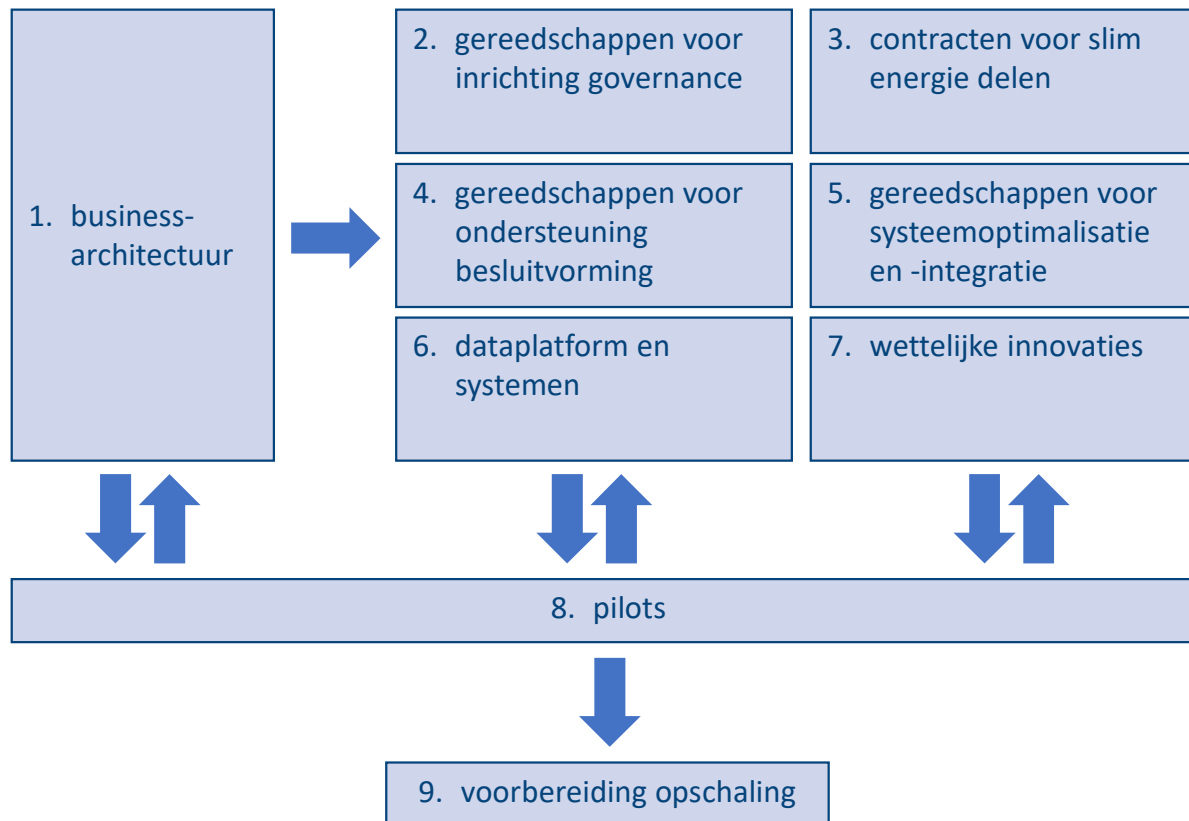 1. business-
architectuur
2. gereedschappen voor
inrichting governance
3. contracten voor slim
energie delen
4. gereedschappen voor
ondersteuning
besluitvorming
5. gereedschappen voor
systeemoptimalisatie
en -integratie
6. dataplatform en
systemen
7. wettelijke innovaties
8. pilots
9. voorbereiding opschaling